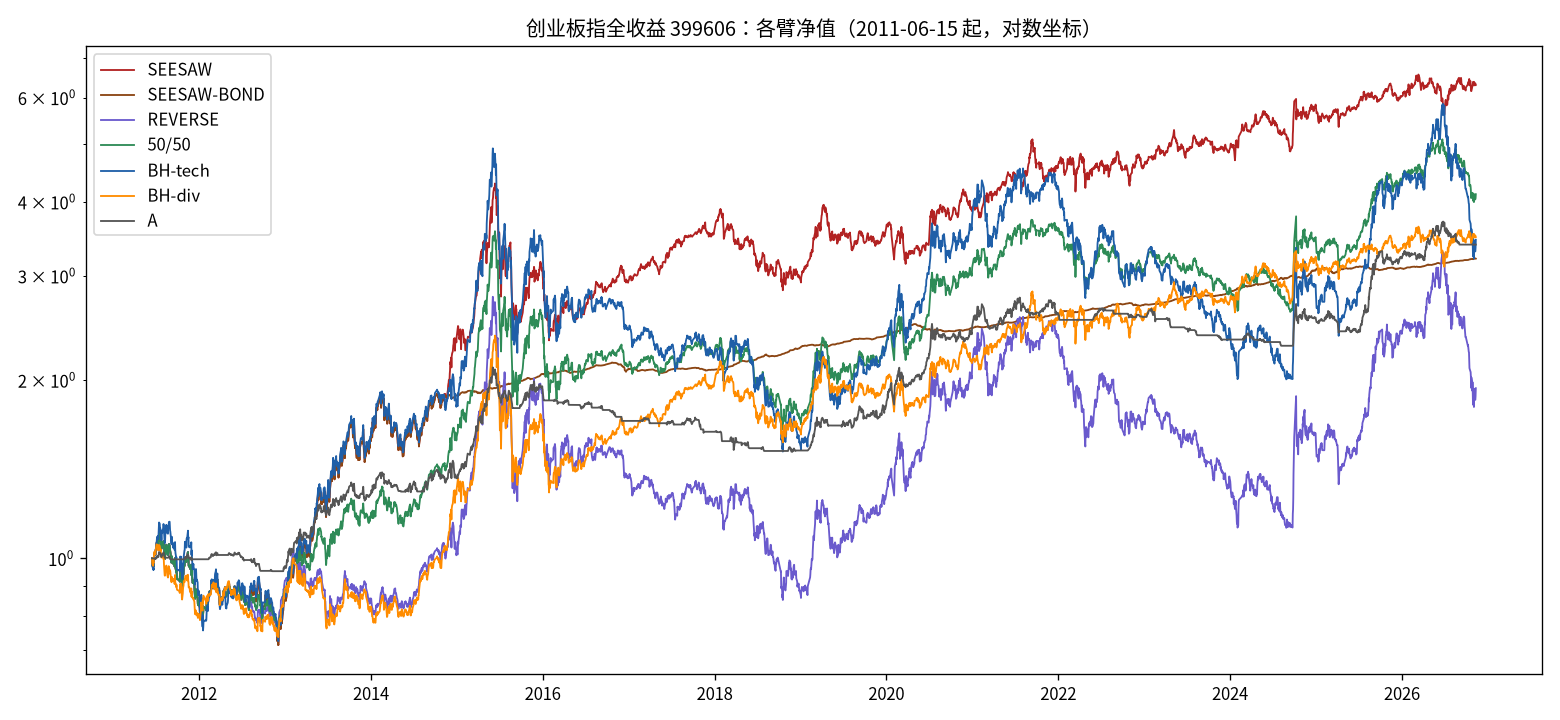 创业板指全收益 399606：各臂净值（2011-06-15 起，对数坐标）
SEESAW
SEESAW-BOND
REVERSE
50/50
BH-tech
BH-div
A
6 × 10⁰
4 × 10⁰
3 × 10⁰
2 × 10⁰
10⁰
2012 2014 2016 2018 2020 2022 2024 2026